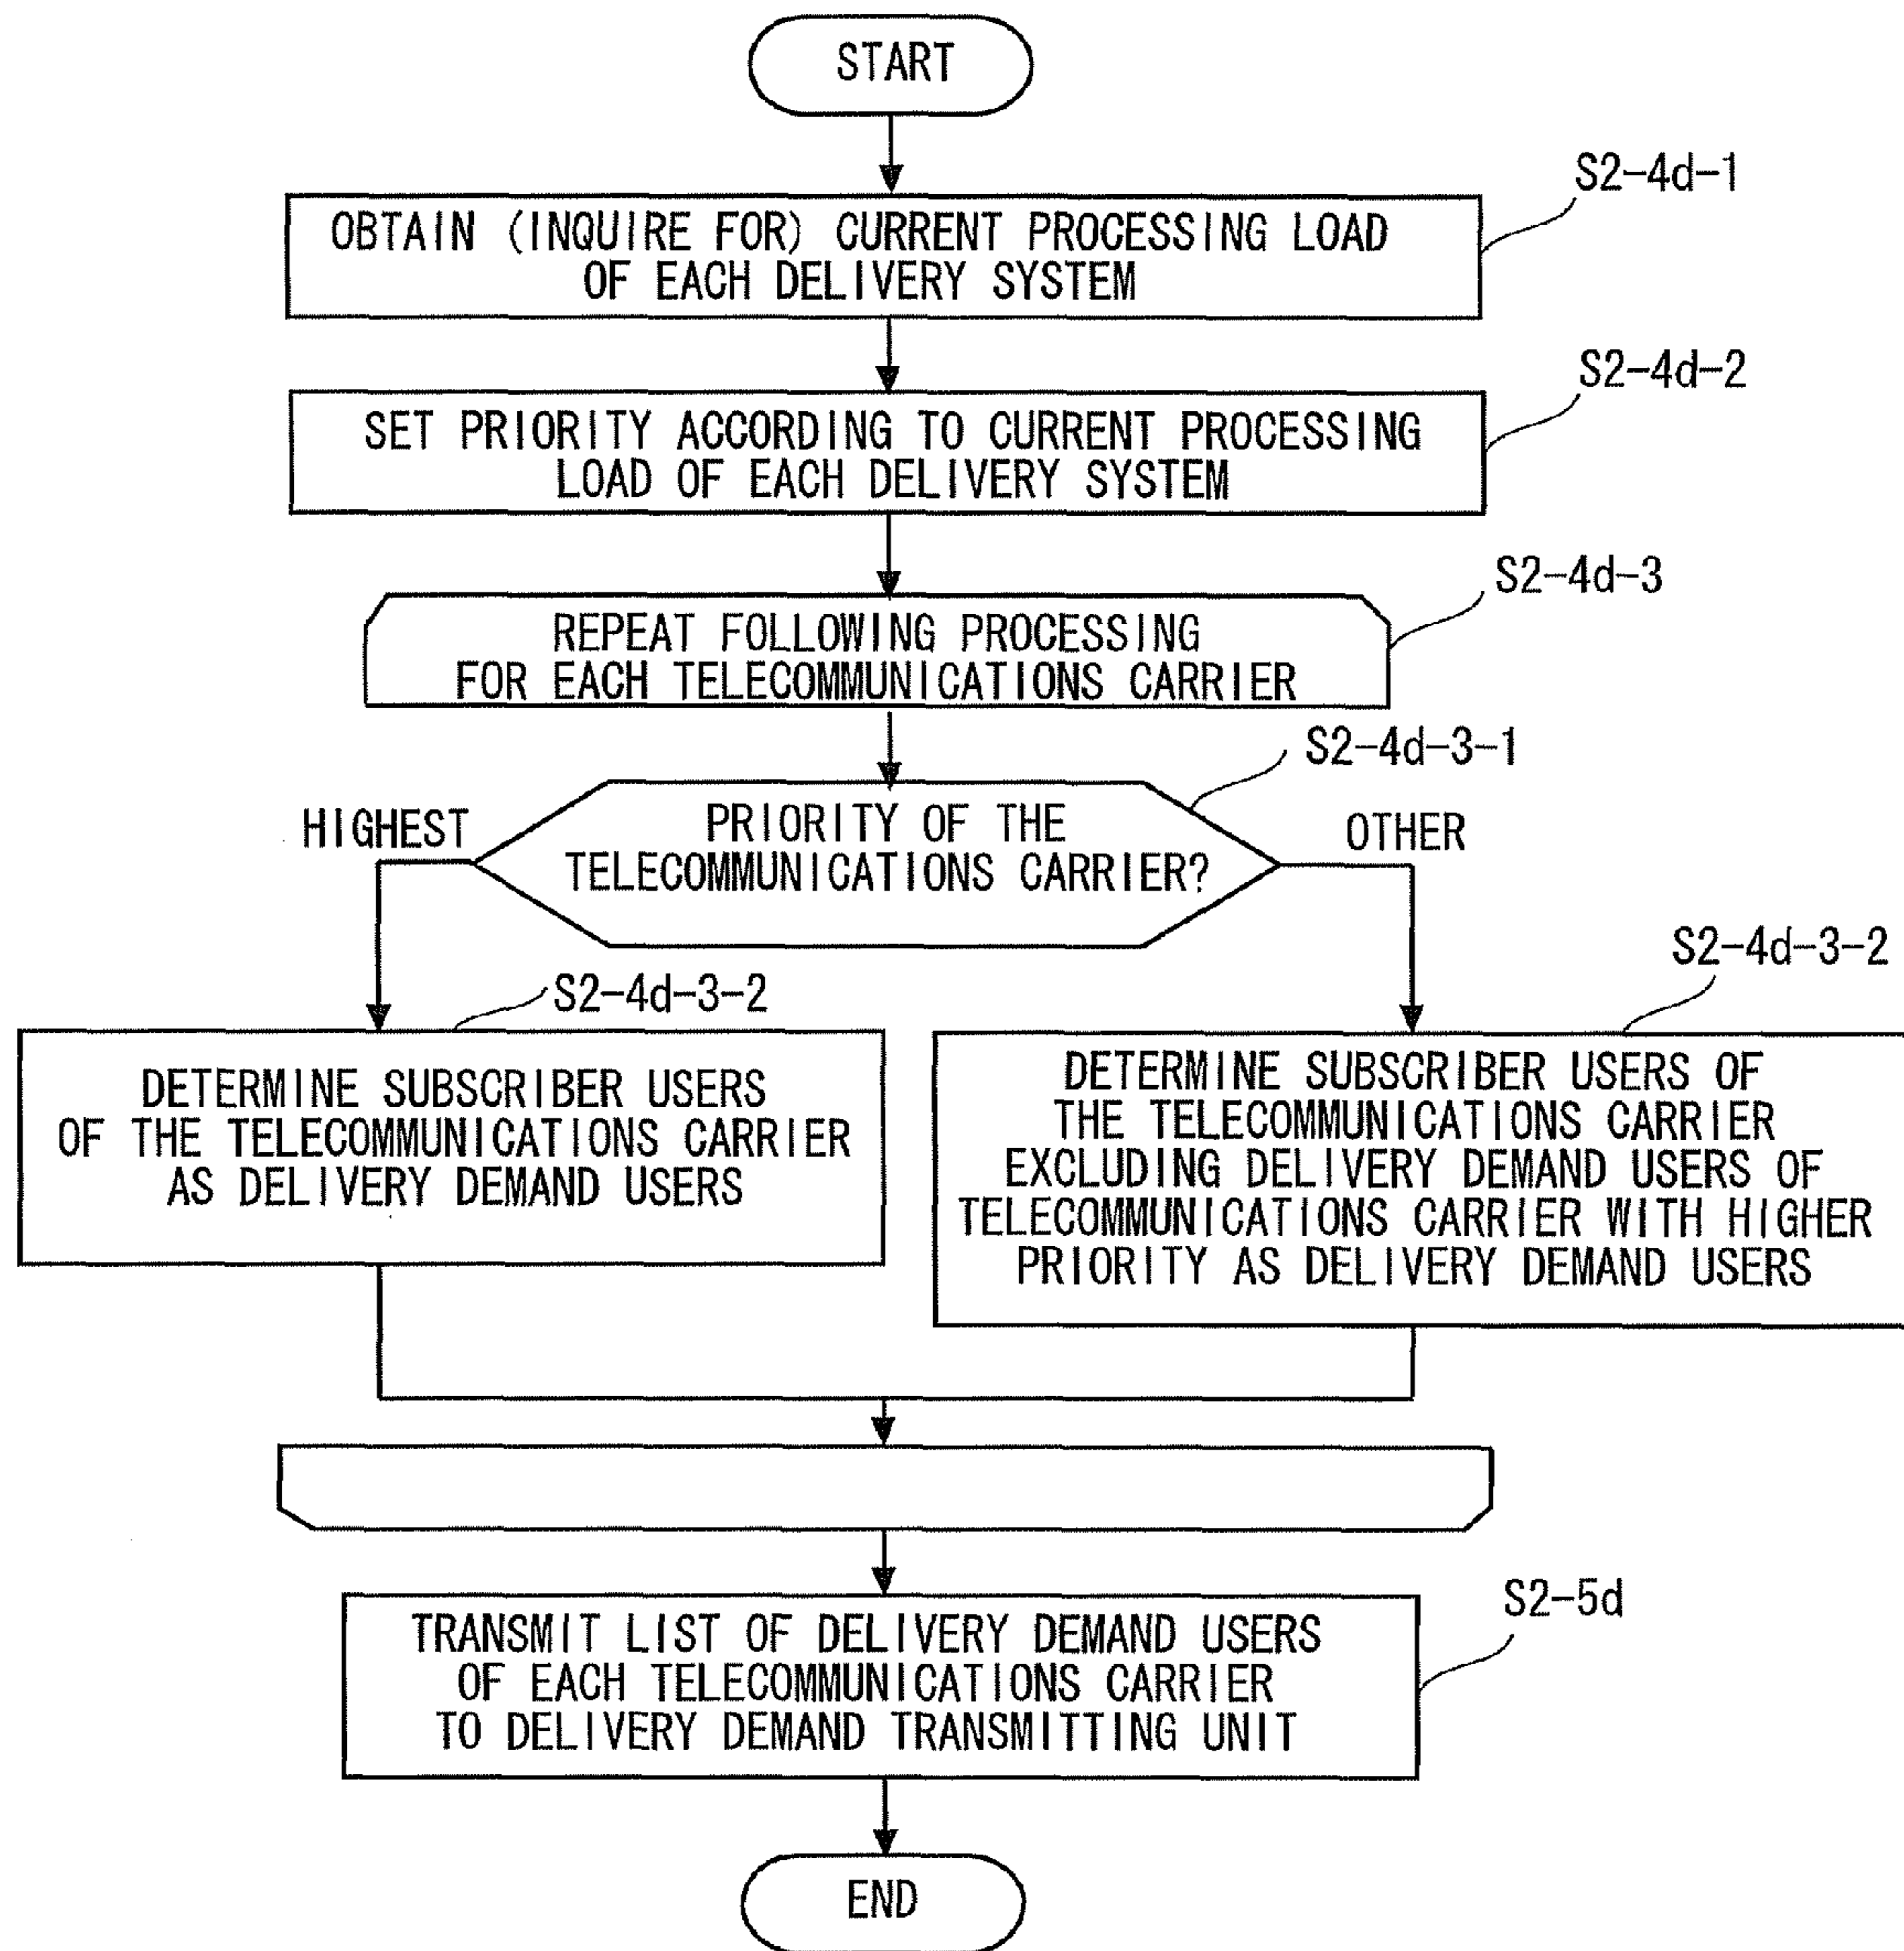 START
S2-4d-1
OBTAIN (INQUIRE FOR) CURRENT PROCESSING LOAD
OF EACH DELIVERY SYSTEM
S2-4d-2
SET PRIORITY ACCORDING TO CURRENT PROCESSING
LOAD OF EACH DELIVERY SYSTEM
S2-4d-3
REPEAT FOLLOWING PROCESSING
FOR EACH TELECOMMUNICATIONS CARRIER
S2-4d-3-1
PRIORITY OF THE
TELECOMMUNICATIONS CARRIER?
HIGHEST
OTHER
S2-4d-3-2
DETERMINE SUBSCRIBER USERS
OF THE TELECOMMUNICATIONS CARRIER
AS DELIVERY DEMAND USERS
S2-4d-3-2
DETERMINE SUBSCRIBER USERS OF
THE TELECOMMUNICATIONS CARRIER
EXCLUDING DELIVERY DEMAND USERS OF
TELECOMMUNICATIONS CARRIER WITH HIGHER
PRIORITY AS DELIVERY DEMAND USERS
S2-5d
TRANSMIT LIST OF DELIVERY DEMAND USERS
OF EACH TELECOMMUNICATIONS CARRIER
TO DELIVERY DEMAND TRANSMITTING UNIT
END